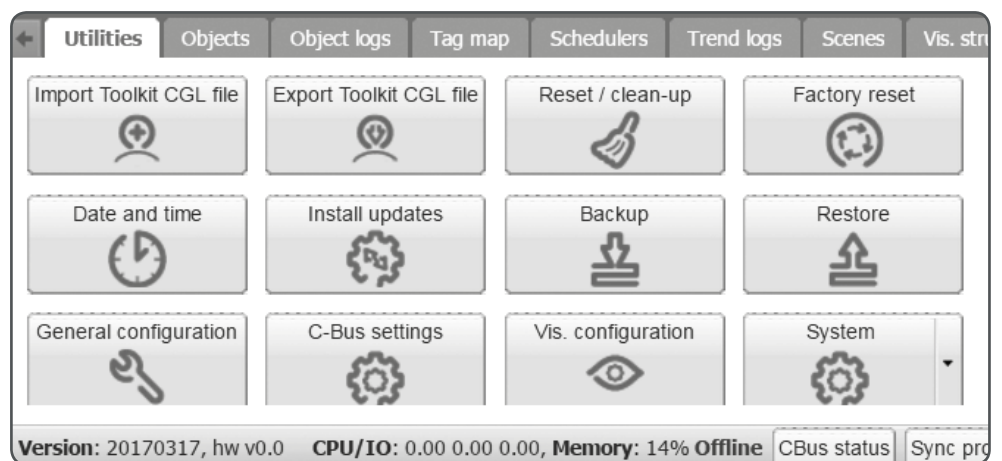 Utilities Objects Object logs Tag map Schedulers Trend logs Scenes Vis.
Import Toolkit CGL file Export Toolkit CGL file Reset / clean-up Factory reset
Date and time Install updates Backup Restore
General configuration C-Bus settings Vis. configuration System
Version: 20170317, hw v0.0 CPU/IO: 0.00 0.00 0.00, Memory: 14% Offline CBus status Sync